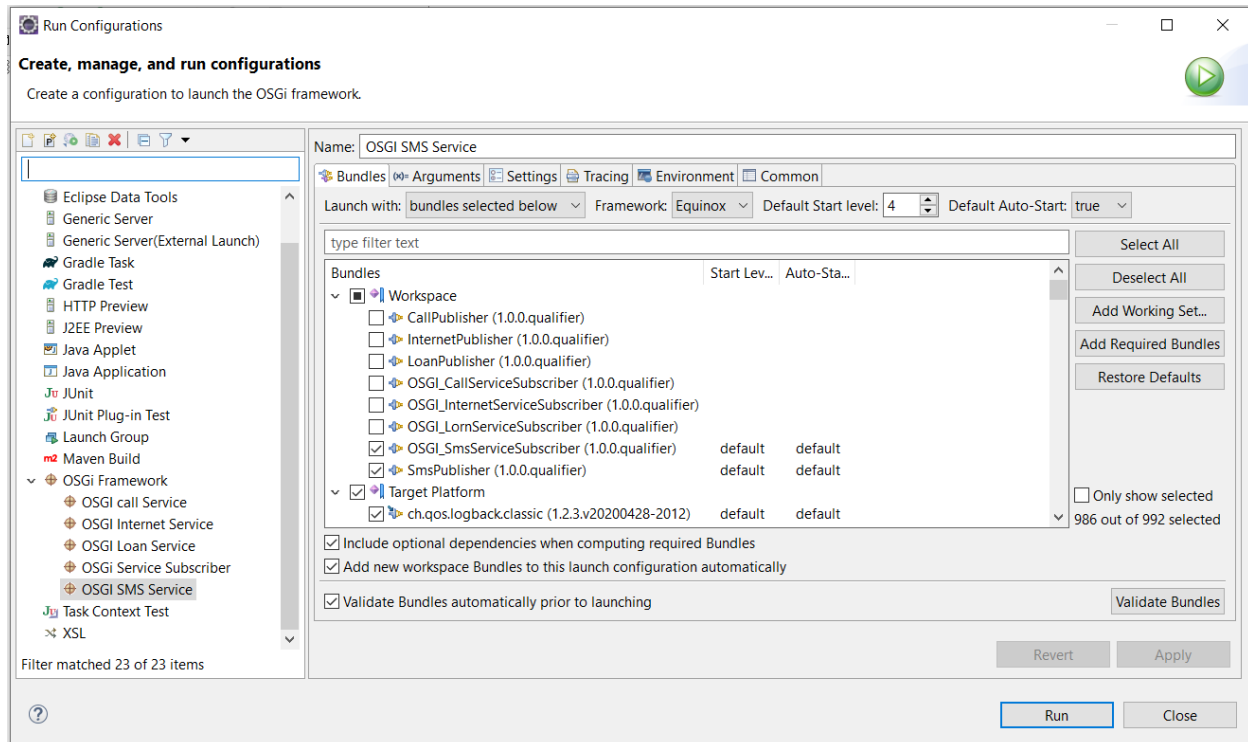 Run Configurations
Create, manage, and run configurations
Create a configuration to launch the OSGi framework.
Eclipse Data Tools
Generic Server
Generic Server(External Launch)
Gradle Task
Gradle Test
HTTP Preview
J2EE Preview
Java Applet
Java Application
Ju JUnit
JUnit Plug-in Test
Launch Group
m2 Maven Build
OSGi Framework
OSGI call Service
OSGI Internet Service
OSGI Loan Service
OSGi Service Subscriber
OSGI SMS Service
Task Context Test
XSL
Filter matched 23 of 23 items
Name: OSGI SMS Service
Bundles (x)= Arguments Settings Tracing Environment Common
Launch with: bundles selected below Framework: Equinox Default Start level: 4 Default Auto-Start: true
type filter text
Bundles Start Lev... Auto-Sta...
Workspace
CallPublisher (1.0.0.qualifier)
InternetPublisher (1.0.0.qualifier)
LoanPublisher (1.0.0.qualifier)
OSGI_CallServiceSubscriber (1.0.0.qualifier)
OSGI_InternetServiceSubscriber (1.0.0.qualifier)
OSGI_LornServiceSubscriber (1.0.0.qualifier)
OSGI_SmsServiceSubscriber (1.0.0.qualifier) default default
SmsPublisher (1.0.0.qualifier) default default
Target Platform
ch.qos.logback.classic (1.2.3.v20200428-2012) default default
Select All
Deselect All
Add Working Set...
Add Required Bundles
Restore Defaults
Only show selected
986 out of 992 selected
Include optional dependencies when computing required Bundles
Add new workspace Bundles to this launch configuration automatically
Validate Bundles automatically prior to launching Validate Bundles
Revert Apply
? Run Close